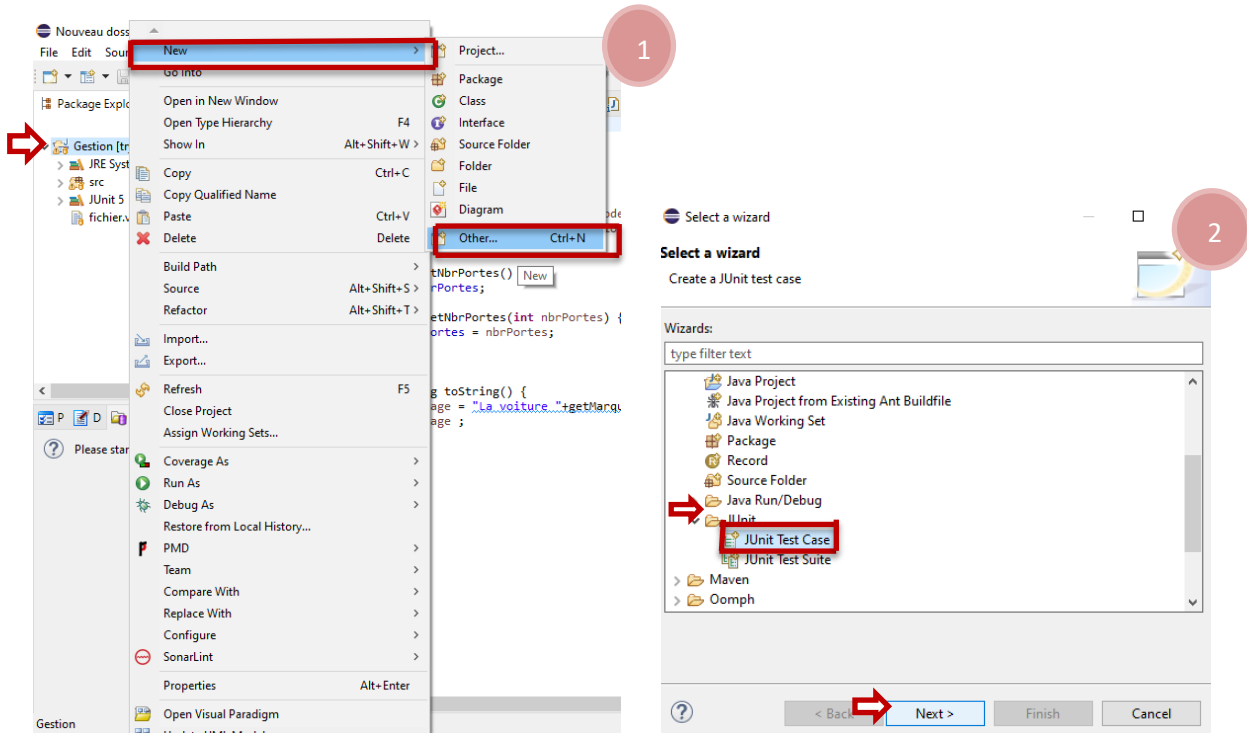 Nouveau doss
File Edit Sour
Package Explo
Gestion [tr
JRE Syst
src
JUnit 5
fichier.v
P D
Please star
Gestion
New
Go Into
Open in New Window
Open Type Hierarchy F4
Show In Alt+Shift+W >
Copy Ctrl+C
Copy Qualified Name
Paste Ctrl+V
Delete Delete
Build Path
Source Alt+Shift+S >
Refactor Alt+Shift+T >
Import...
Export...
Refresh F5
Close Project
Assign Working Sets...
Coverage As
Run As
Debug As
Restore from Local History...
PMD
Team
Compare With
Replace With
Configure
SonarLint
Properties Alt+Enter
Open Visual Paradigm
Project...
Package
Class
Interface
Source Folder
Folder
File
Diagram
Other... Ctrl+N
New
1
tNbrPortes()
rPortes;
etNbrPortes(int nbrPortes) {
ortes = nbrPortes;
g toString() {
age = "La voiture "+getMarqu
age ;
2
Select a wizard
Select a wizard
Create a JUnit test case
Wizards:
type filter text
Java Project
Java Project from Existing Ant Buildfile
Java Working Set
Package
Record
Source Folder
Java Run/Debug
JUnit
JUnit Test Case
JUnit Test Suite
Maven
Oomph
< Back
Next >
Finish
Cancel